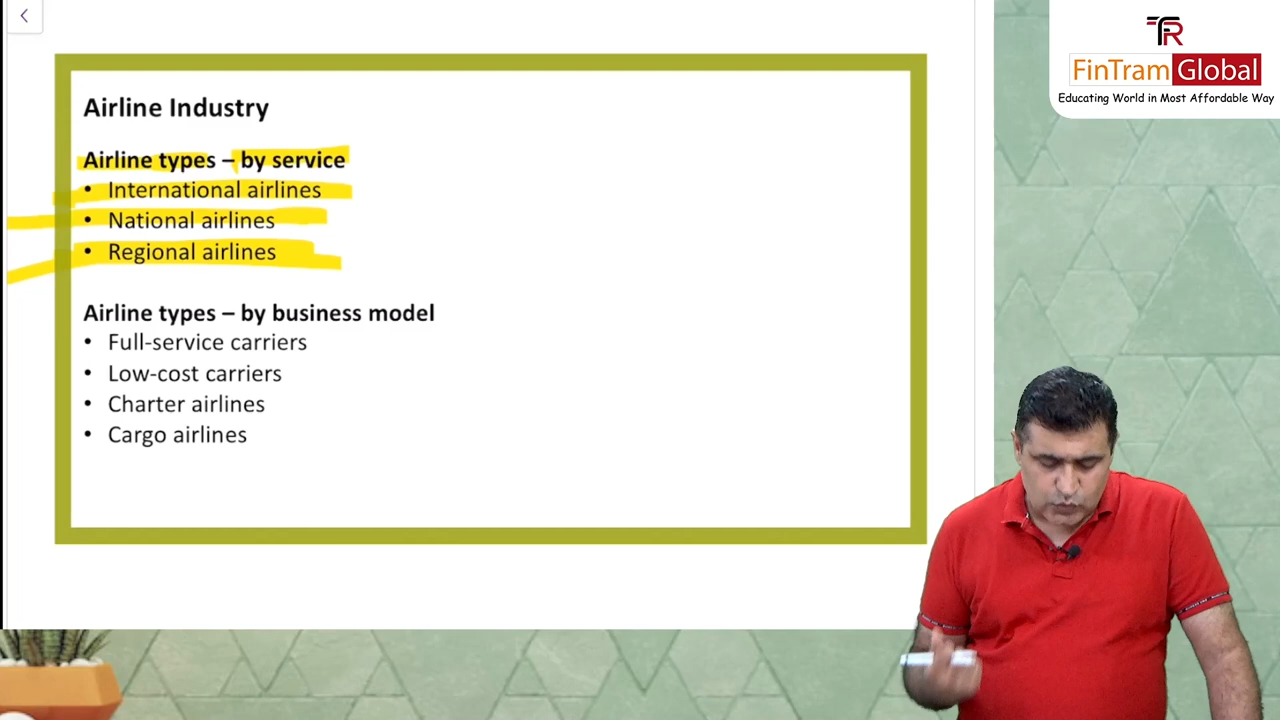 TR
FinTram Global
Educating World in Most Affordable Way
Airline Industry
Airline types – by service
• International airlines
• National airlines
• Regional airlines
Airline types – by business model
• Full-service carriers
• Low-cost carriers
• Charter airlines
• Cargo airlines